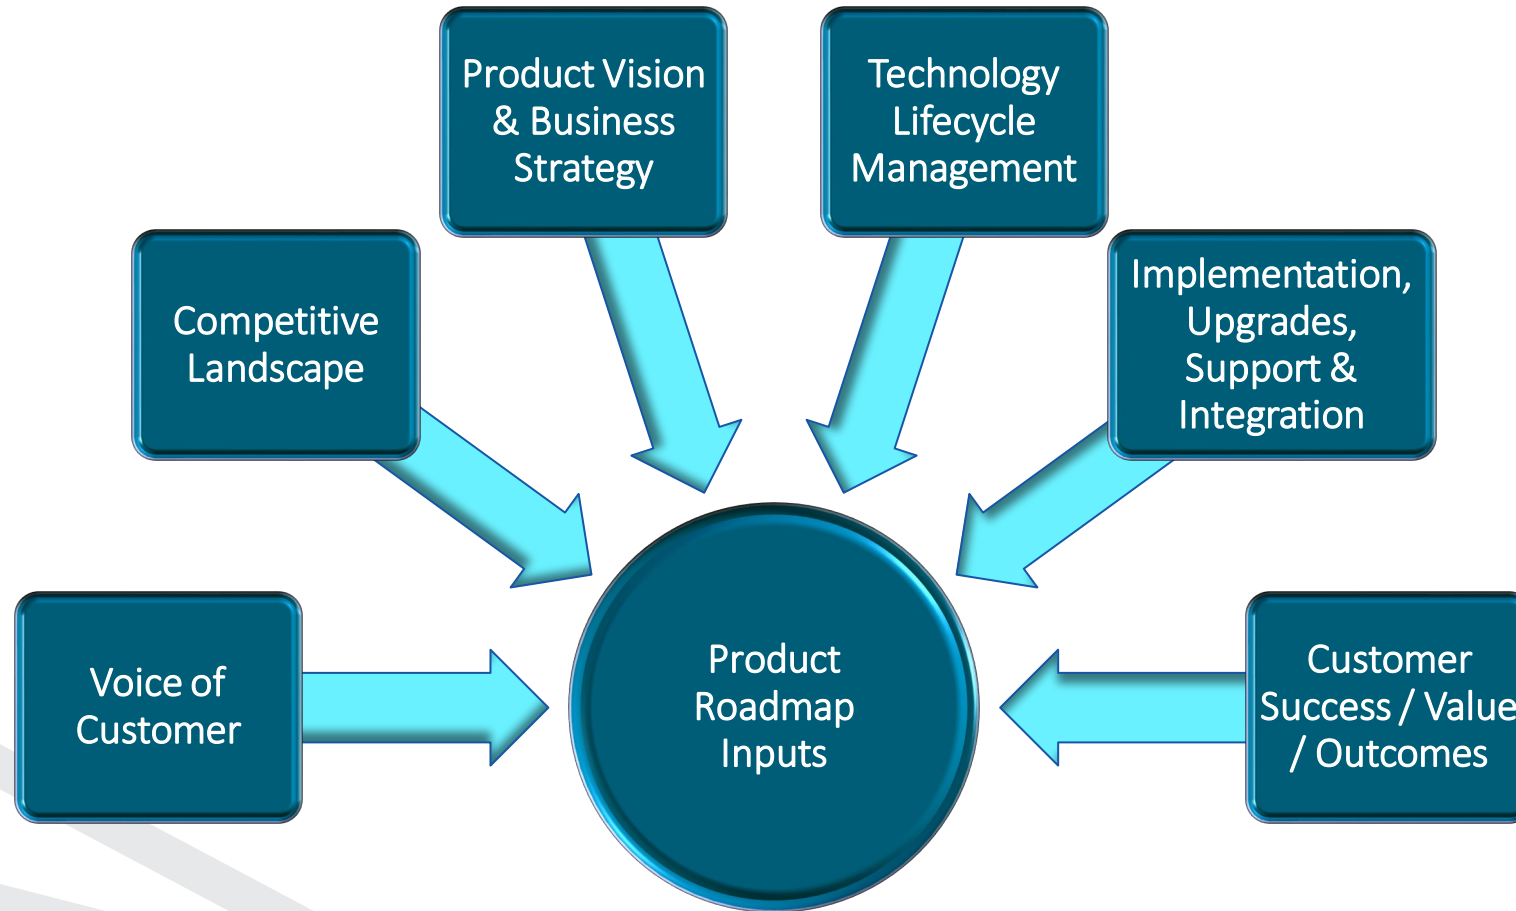 Product Vision
& Business
Strategy
Technology
Lifecycle
Management
Competitive
Landscape
Implementation,
Upgrades,
Support &
Integration
Voice of
Customer
Product
Roadmap
Inputs
Customer
Success / Value
/ Outcomes